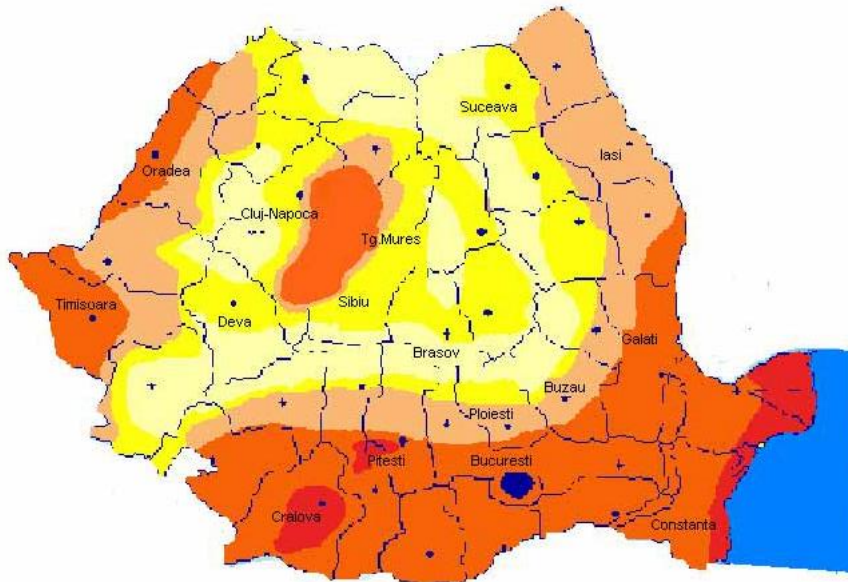 Suceava
Iasi
Oradea
Cluj-Napoca
Tg.Mures
Timisoara
Sibiu
Deva
Galati
Brasov
Buzau
Ploiesti
Pitesti
Bucuresti
Craiova
Constanta